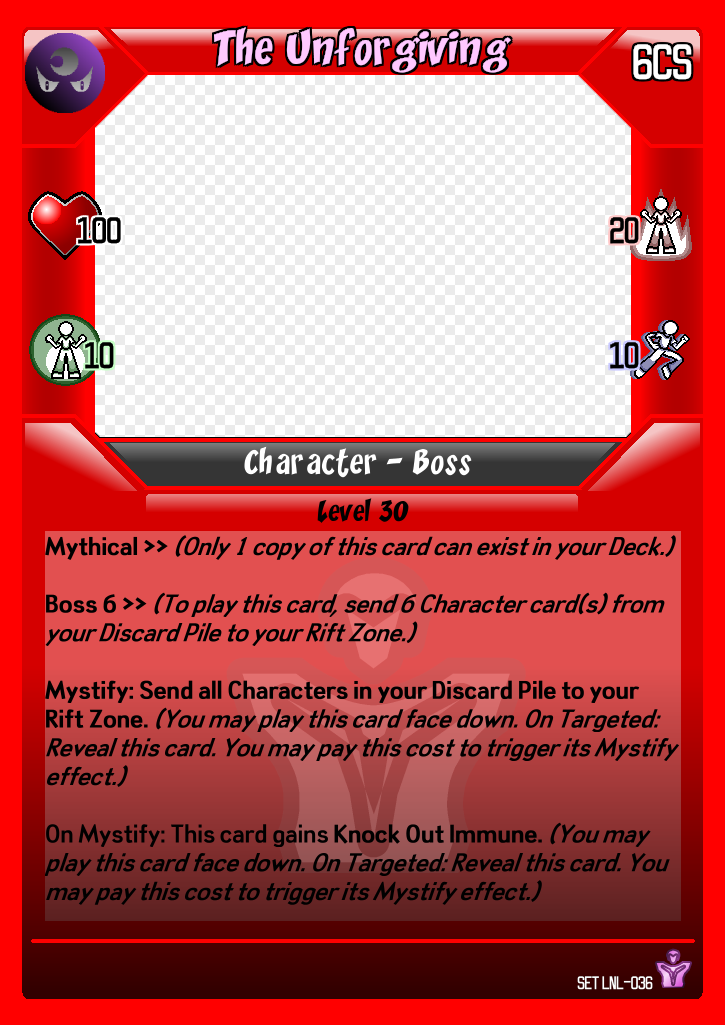 The Unforgiving
6CS
100
20
10
10
Character - Boss
Level 30
Mythical >> (Only 1 copy of this card can exist in your Deck.)
Boss 6 >> (To play this card, send 6 Character card(s) from
your Discard Pile to your Rift Zone.)
Mystify: Send all Characters in your Discard Pile to your
Rift Zone. (You may play this card face down. On Targeted:
Reveal this card. You may pay this cost to trigger its Mystify
effect.)
On Mystify: This card gains Knock Out Immune. (You may
play this card face down. On Targeted: Reveal this card. You
may pay this cost to trigger its Mystify effect.)
SET LNL-036